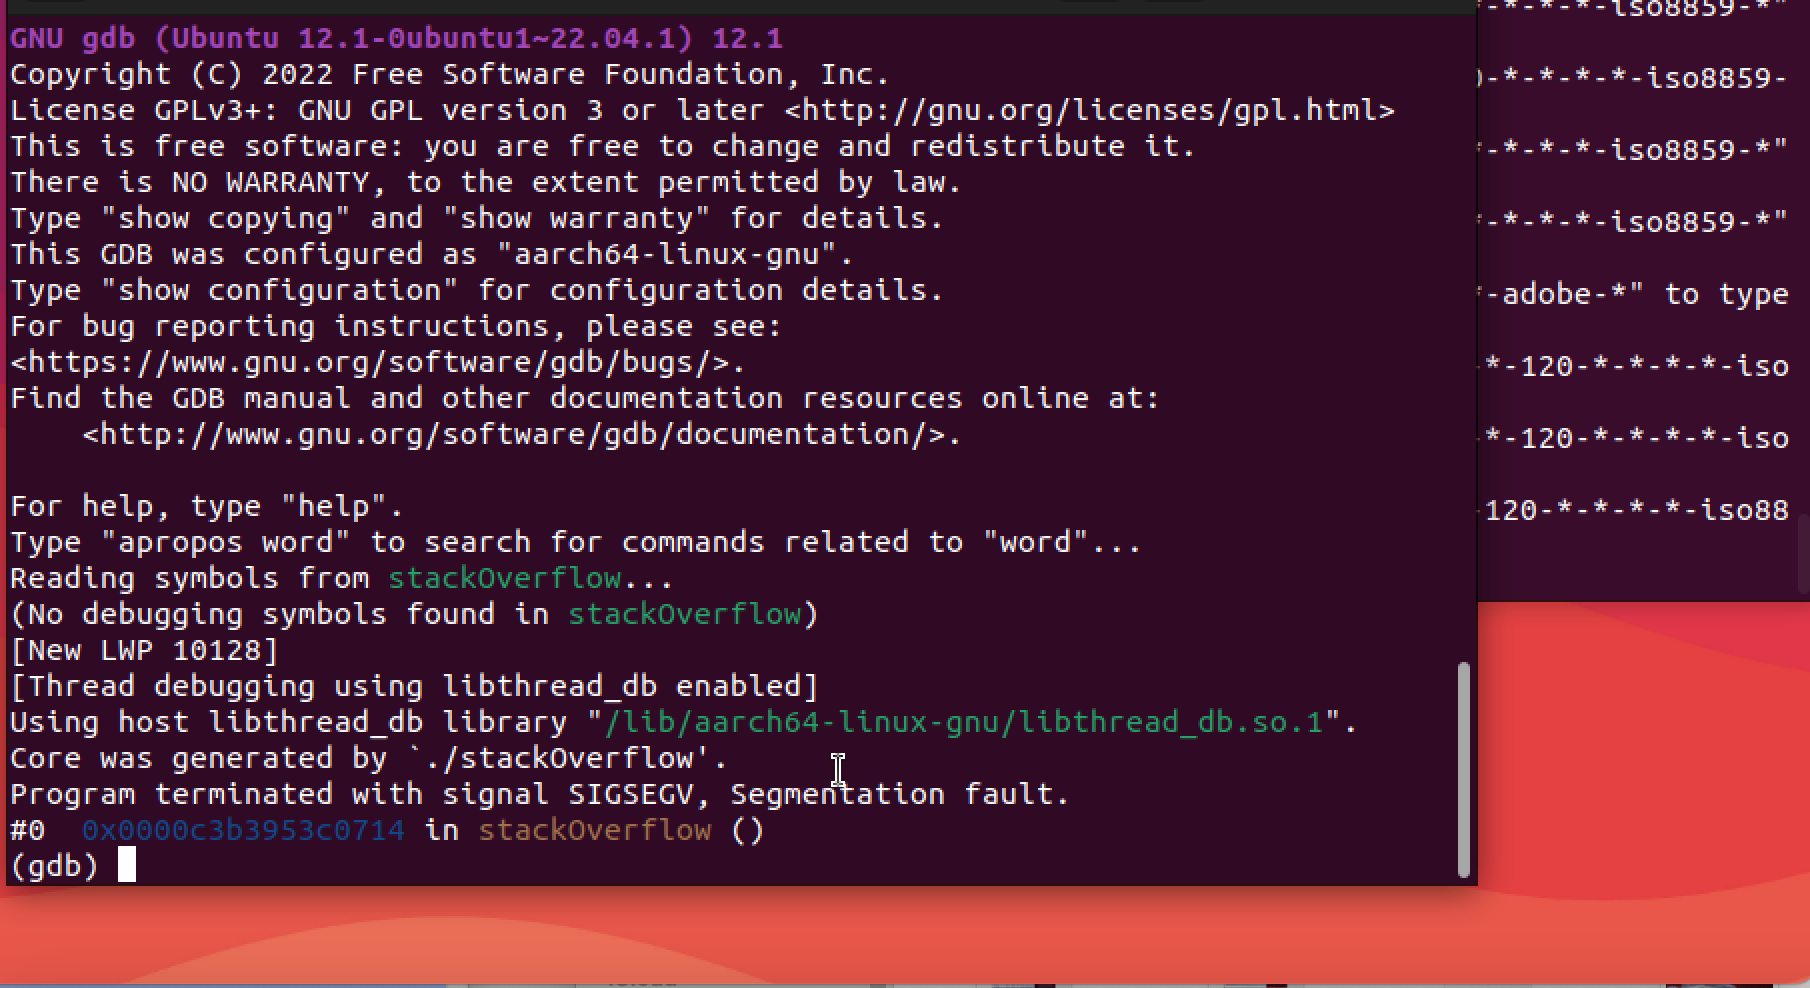 GNU gdb (Ubuntu 12.1-0ubuntu1~22.04.1) 12.1
Copyright (C) 2022 Free Software Foundation, Inc.
License GPLv3+: GNU GPL version 3 or later <http://gnu.org/licenses/gpl.html>
This is free software: you are free to change and redistribute it.
There is NO WARRANTY, to the extent permitted by law.
Type "show copying" and "show warranty" for details.
This GDB was configured as "aarch64-linux-gnu".
Type "show configuration" for configuration details.
For bug reporting instructions, please see:
<https://www.gnu.org/software/gdb/bugs/>.
Find the GDB manual and other documentation resources online at:
    <http://www.gnu.org/software/gdb/documentation/>.

For help, type "help".
Type "apropos word" to search for commands related to "word"...
Reading symbols from stackOverflow...
(No debugging symbols found in stackOverflow)
[New LWP 10128]
[Thread debugging using libthread_db enabled]
Using host libthread_db library "/lib/aarch64-linux-gnu/libthread_db.so.1".
Core was generated by `./stackOverflow'.
Program terminated with signal SIGSEGV, Segmentation fault.
#0  0x0000c3b3953c0714 in stackOverflow ()
(gdb)
-*-*-*-*-iso8859-*"
-*-*-*-*-iso8859-
-*-*-*-iso8859-*"
-*-*-*-iso8859-*"
-adobe-*" to type
*-120-*-*-*-*-iso
*-120-*-*-*-*-iso
120-*-*-*-*-iso88